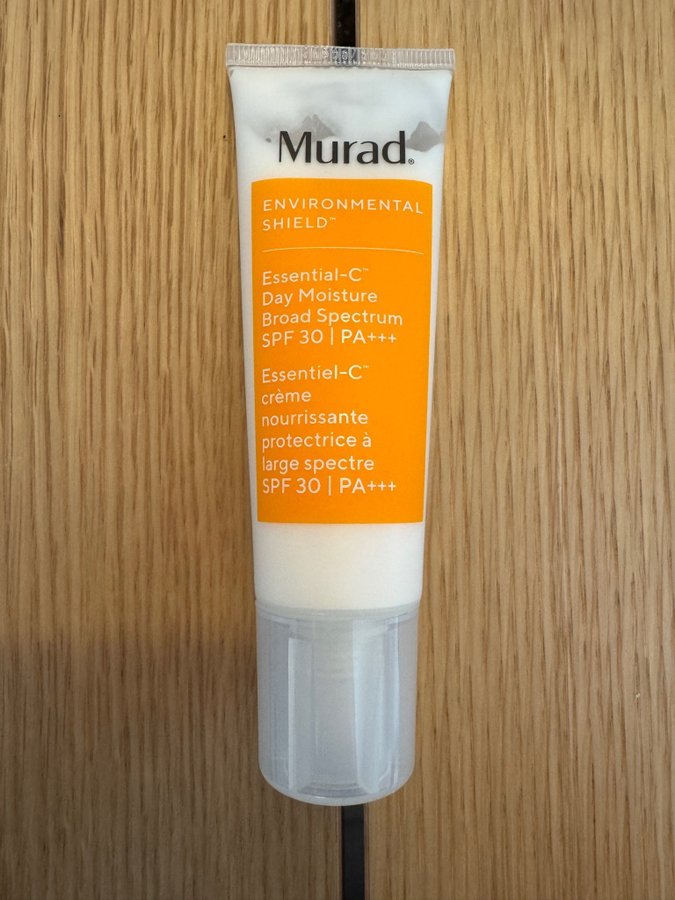 Murad®
ENVIRONMENTAL
SHIELD™
Essential-C™
Day Moisture
Broad Spectrum
SPF 30 | PA+++
Essentiel-C™
crème
nourrissante
protectrice à
large spectre
SPF 30 | PA+++